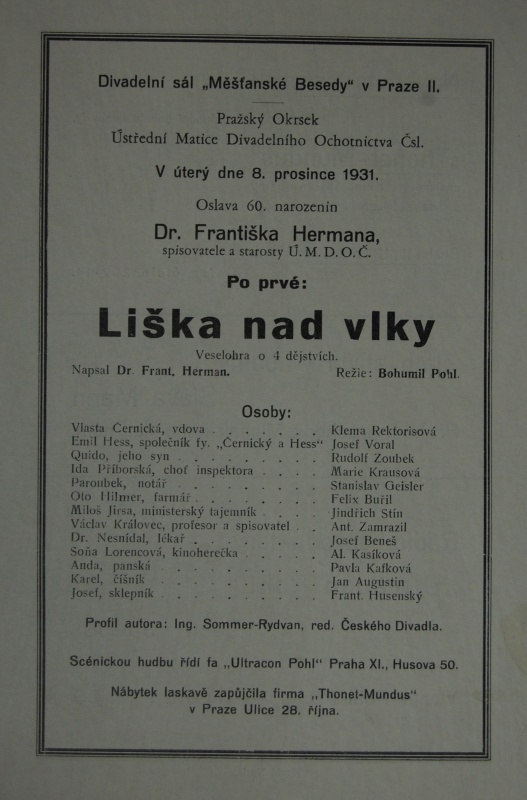 Divadelní sál „Měšťanské Besedy" v Praze II.
Pražský Okrsek
Ústřední Matice Divadelního Ochotnictva Čsl.
V úterý dne 8. prosince 1931.
Oslava 60. narozenin
Dr. Františka Hermana,
spisovatele a starosty Ú. M. D. O. Č.
Po prvé:
Liška nad vlky
Veselohra o 4 dějstvích.
Napsal Dr. Frant. Herman. Režie: Bohumil Pohl.
Osoby:
Vlasta Černická, vdova . . . . . . . Klema Rektorisová
Emil Hess, společník fy. „Černický a Hess" Josef Voral
Quido, jeho syn . . . . . . . . . Rudolf Zoubek
Ida Příborská, choť inspektora . . . . Marie Krausová
Paroubek, notář . . . . . . . . . Stanislav Geisler
Oto Hilmer, farmář . . . . . . . . Felix Buřil
Miloš Jirsa, ministerský tajemník . . . . Jindřich Stín
Václav Královec, profesor a spisovatel . . Ant. Zamrazil
Dr. Nesnídal, lékař . . . . . . . . Josef Beneš
Soňa Lorencová, kinoherečka . . . . . Al. Kasíková
Anda, panská . . . . . . . . . . Pavla Kafková
Karel, číšník . . . . . . . . . . Jan Augustin
Josef, sklepník . . . . . . . . . Frant. Husenský
Profil autora: Ing. Sommer-Rydvan, red. Českého Divadla.
Scénickou hudbu řídí fa „Ultracon Pohl" Praha XI., Husova 50.
Nábytek laskavě zapůjčila firma „Thonet-Mundus"
v Praze Ulice 28. října.